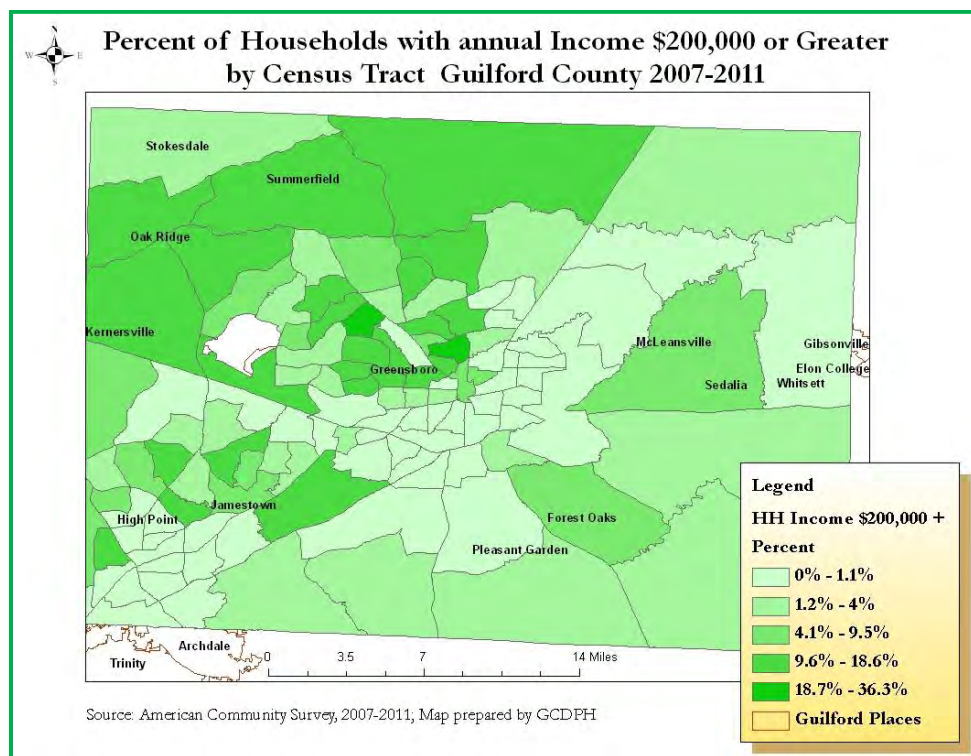 N
W E
S
Percent of Households with annual Income $200,000 or Greater
by Census Tract Guilford County 2007-2011
Stokesdale
Summerfield
Oak Ridge
Kernersville
McLeansville
Gibsonville
Greensboro
Elon College
Sedalia
Whitsett
Jamestown
High Point
Forest Oaks
Pleasant Garden
Archdale
Trinity
0 3.5 7 14 Miles
Legend
HH Income $200,000 +
Percent
0% - 1.1%
1.2% - 4%
4.1% - 9.5%
9.6% - 18.6%
18.7% - 36.3%
Guilford Places
Source: American Community Survey, 2007-2011; Map prepared by GCDPH